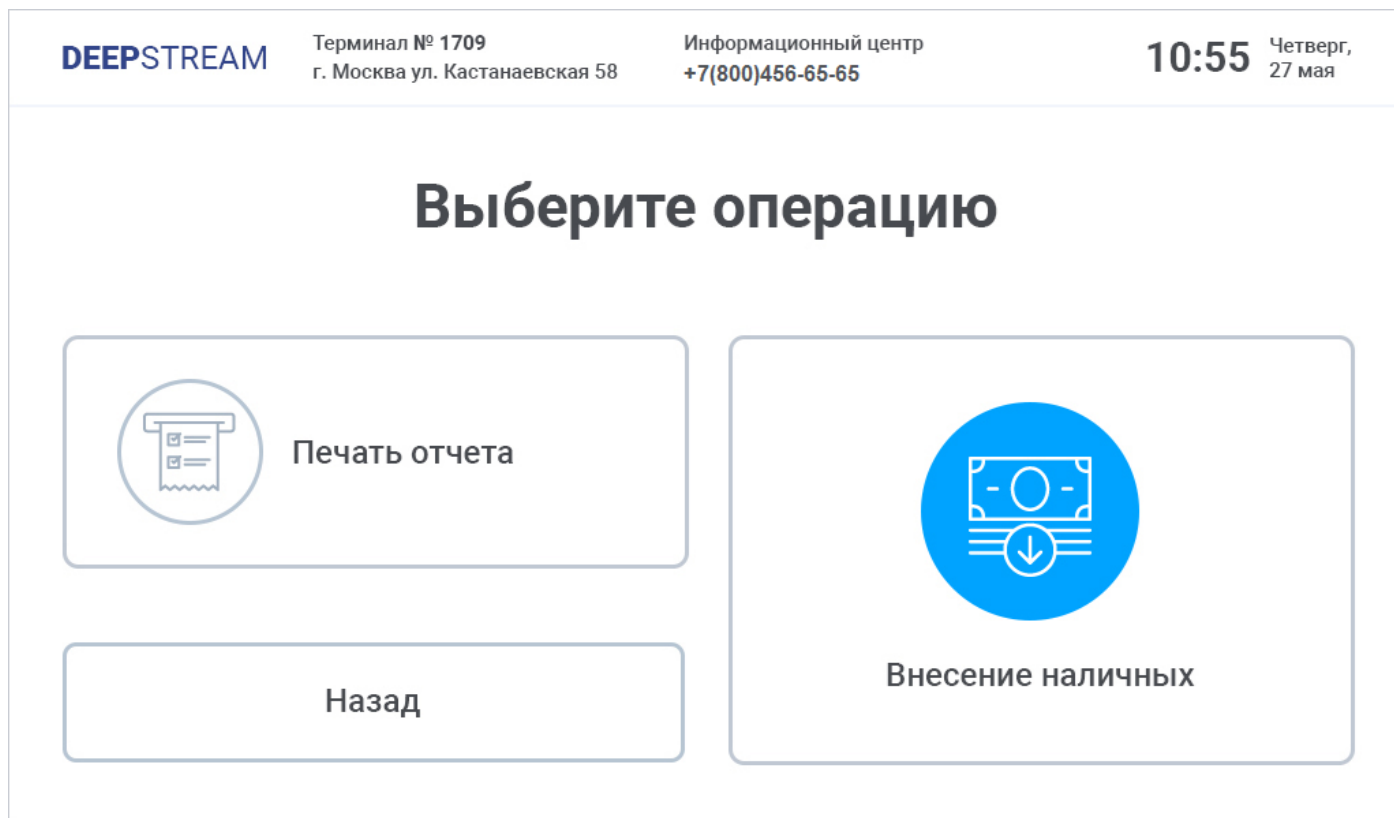 DEEPSTREAM
Терминал № 1709
г. Москва ул. Кастанаевская 58
Информационный центр
+7(800)456-65-65
10:55
Четверг,
27 мая
Выберите операцию
Печать отчета
Назад
Внесение наличных